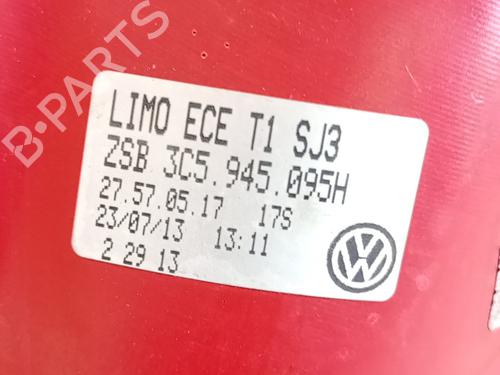 B-PARTS
LIMO ECE T1 SJ3
ZSB 3C5.945.095H
27.57.05.17 17S
23/07/13 13:11
2 29 13